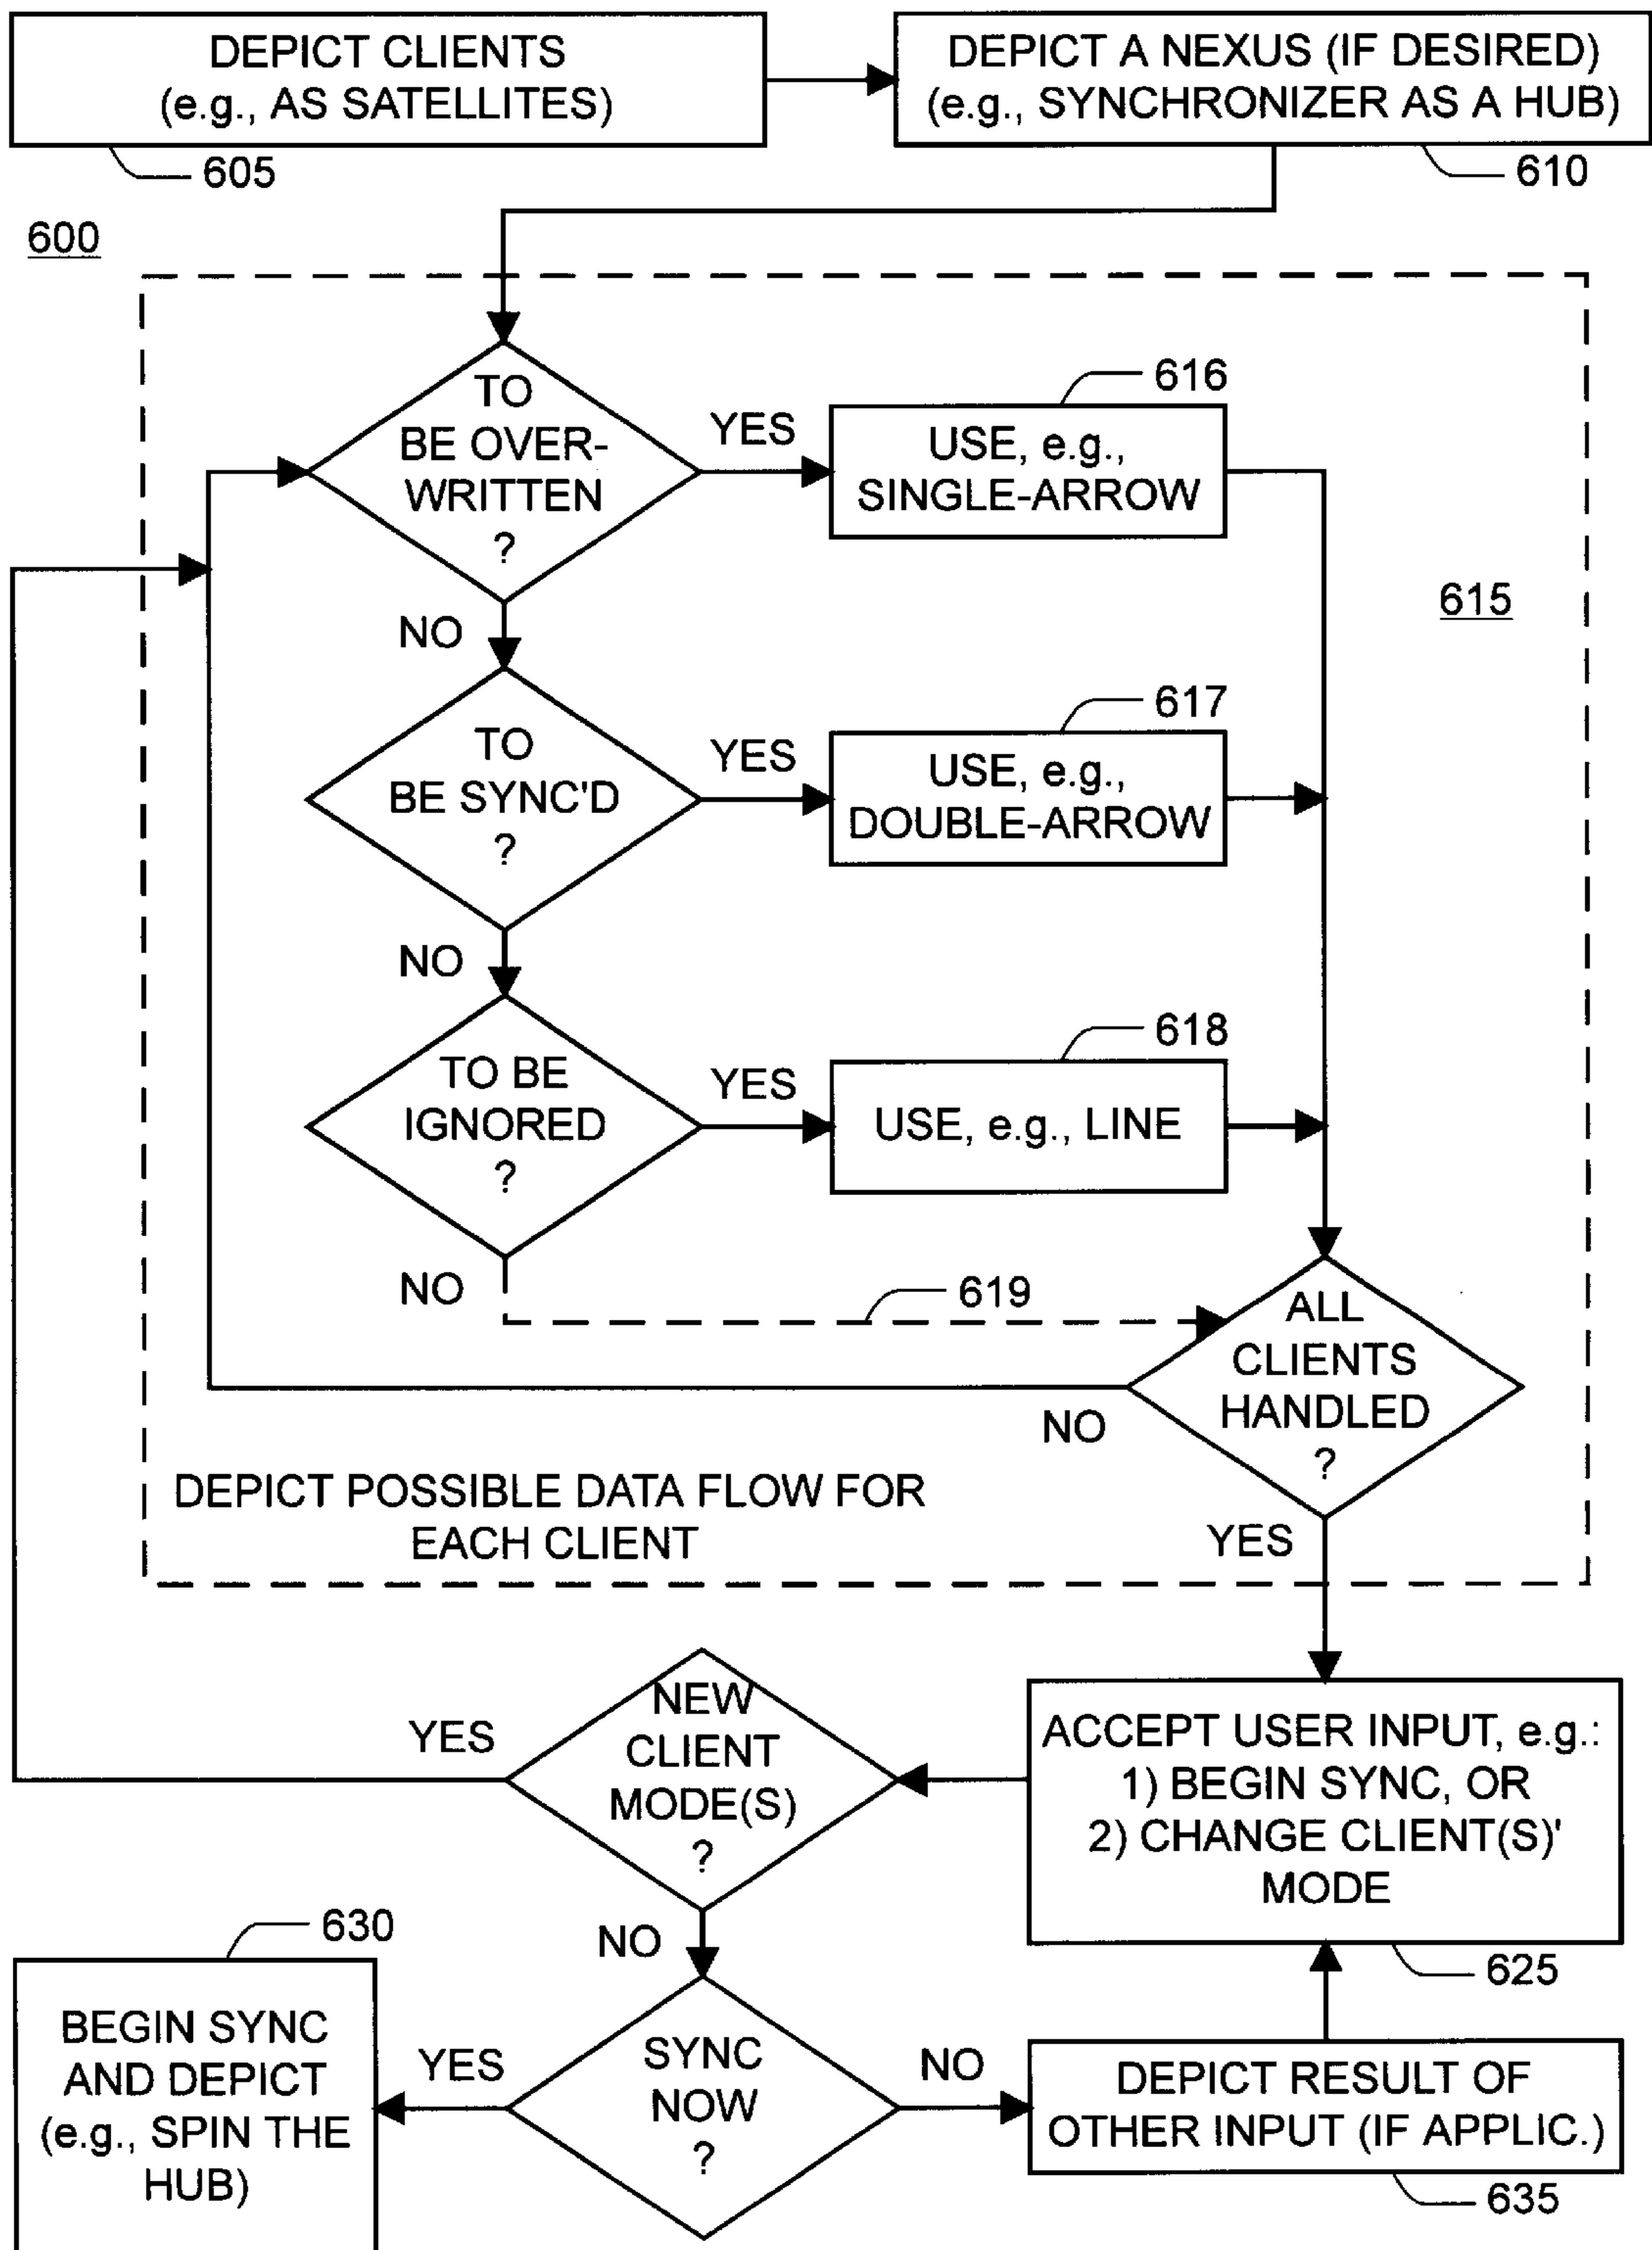 DEPICT CLIENTS
(e.g., AS SATELLITES)
605
DEPICT A NEXUS (IF DESIRED)
(e.g., SYNCHRONIZER AS A HUB)
610
600
TO
BE OVER-
WRITTEN
?
YES
616
USE, e.g.,
SINGLE-ARROW
615
NO
TO
BE SYNC'D
?
YES
617
USE, e.g.,
DOUBLE-ARROW
NO
TO BE
IGNORED
?
YES
618
USE, e.g., LINE
NO
619
ALL
CLIENTS
HANDLED
?
NO
YES
DEPICT POSSIBLE DATA FLOW FOR
EACH CLIENT
ACCEPT USER INPUT, e.g.:
1) BEGIN SYNC, OR
2) CHANGE CLIENT(S)'
MODE
625
NEW
CLIENT
MODE(S)
?
YES
NO
SYNC
NOW
?
YES
NO
630
BEGIN SYNC
AND DEPICT
(e.g., SPIN THE
HUB)
DEPICT RESULT OF
OTHER INPUT (IF APPLIC.)
635